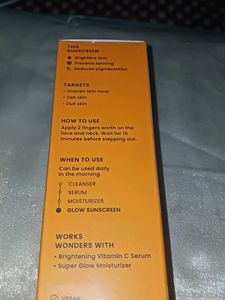 THIS
SUNSCREEN
Brightens skin
Prevents tanning
Reduces pigmentation
TARGETS
• Uneven skin tone
• Tan skin
• Dull skin
HOW TO USE
Apply 2 fingers worth on
the face and neck. Wait for 15
minutes before stepping out.
WHEN TO USE
Can be used daily
in the morning.
CLEANSER
SERUM
MOISTURIZER
GLOW SUNSCREEN
WORKS
WONDERS WITH
• Brightening Vitamin C Serum
• Super Glow Moisturizer
VEGAN